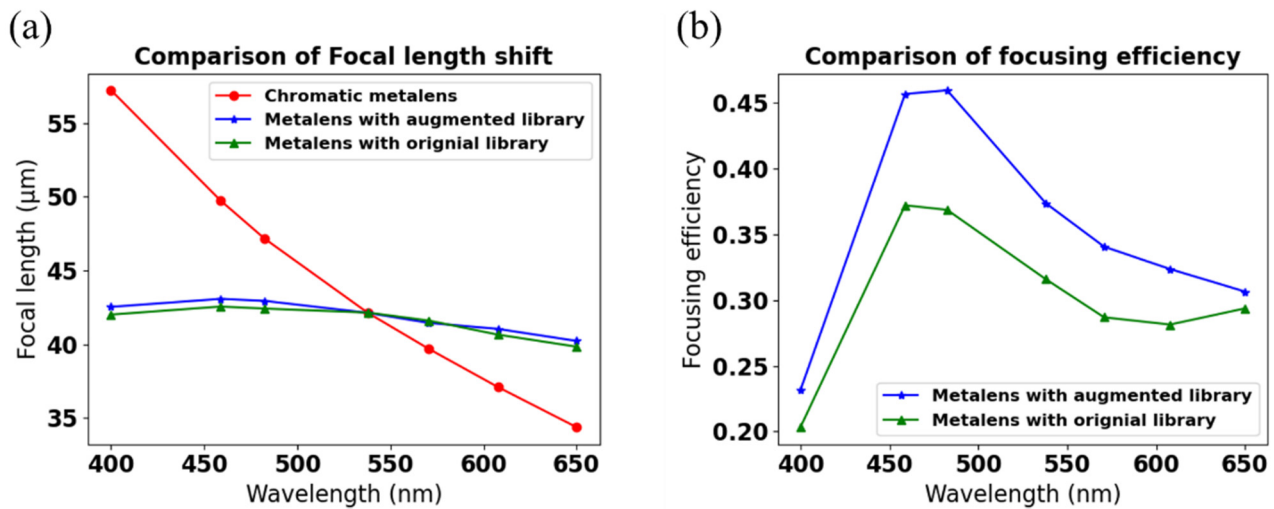 (a)
Comparison of Focal length shift
Chromatic metalens
Metalens with augmented library
Metalens with orignial library
Focal length (μm)
55
50
45
40
35
400 450 500 550 600 650
Wavelength (nm)
(b)
Comparison of focusing efficiency
Focusing efficiency
0.45
0.40
0.35
0.30
0.25
0.20
Metalens with augmented library
Metalens with orignial library
400 450 500 550 600 650
Wavelength (nm)